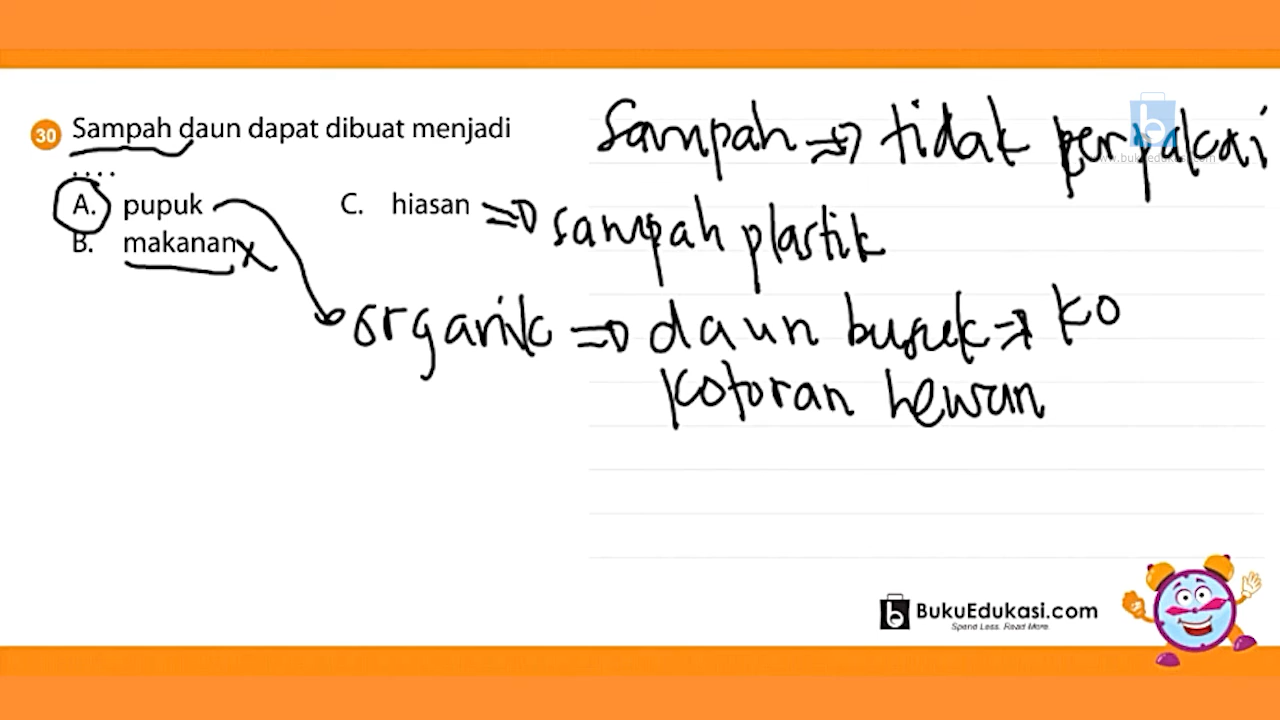 30 Sampah daun dapat dibuat menjadi
....
A. pupuk
B. makanan
C. hiasan
Sampah => tidak
=> sampah plastik
organik => daun busuk -> ko
kotoran hewan
BukuEdukasi.com
Spend Less. Read More.